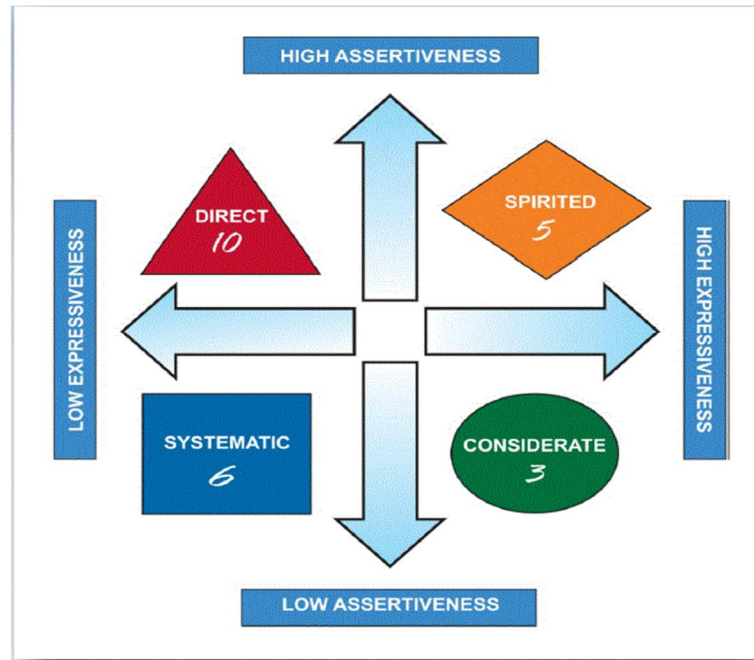 HIGH ASSERTIVENESS
DIRECT
10
SPIRITED
5
LOW EXPRESSIVENESS
HIGH EXPRESSIVENESS
SYSTEMATIC
6
CONSIDERATE
3
LOW ASSERTIVENESS